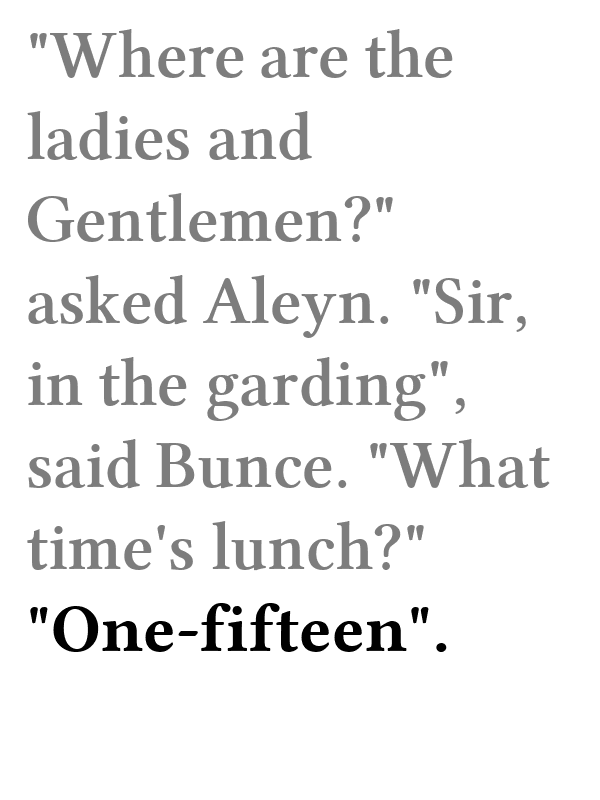 "Where are the
ladies and
Gentlemen?"
asked Aleyn. "Sir,
in the garding",
said Bunce. "What
time's lunch?"
"One-fifteen".